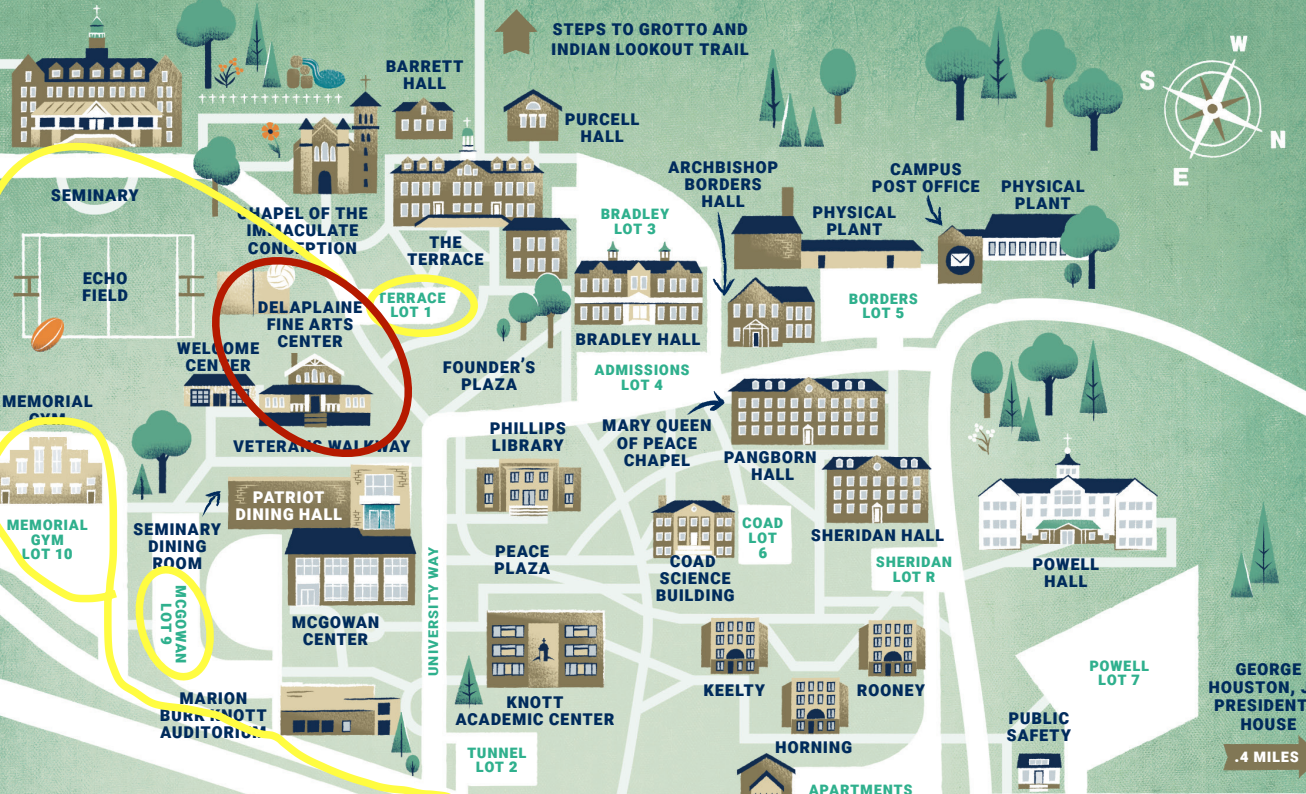 STEPS TO GROTTO AND
INDIAN LOOKOUT TRAIL
W
S
N
E
BARRETT
HALL
PURCELL
HALL
SEMINARY
CHAPEL OF THE
IMMACULATE
CONCEPTION
THE
TERRACE
BRADLEY
LOT 3
ARCHBISHOP
BORDERS
HALL
PHYSICAL
PLANT
CAMPUS
POST OFFICE
PHYSICAL
PLANT
ECHO
FIELD
TERRACE
LOT 1
BORDERS
LOT 5
DELAPLAINE
FINE ARTS
CENTER
WELCOME
CENTER
BRADLEY HALL
FOUNDER'S
PLAZA
ADMISSIONS
LOT 4
MEMORIAL
GYM
VETERANS WALKWAY
PHILLIPS
LIBRARY
MARY QUEEN
OF PEACE
CHAPEL
PANGBORN
HALL
PATRIOT
DINING HALL
MEMORIAL
GYM
LOT 10
SEMINARY
DINING
ROOM
PEACE
PLAZA
COAD
LOT
6
SHERIDAN HALL
COAD
SCIENCE
BUILDING
SHERIDAN
LOT R
POWELL
HALL
MCGOWAN
LOT 9
MCGOWAN
CENTER
UNIVERSITY WAY
MARION
BURK KNOTT
AUDITORIUM
KNOTT
ACADEMIC CENTER
KEELTY
ROONEY
HORNING
POWELL
LOT 7
GEORGE
HOUSTON, J
PRESIDENT
HOUSE
PUBLIC
SAFETY
TUNNEL
LOT 2
.4 MILES
APARTMENTS